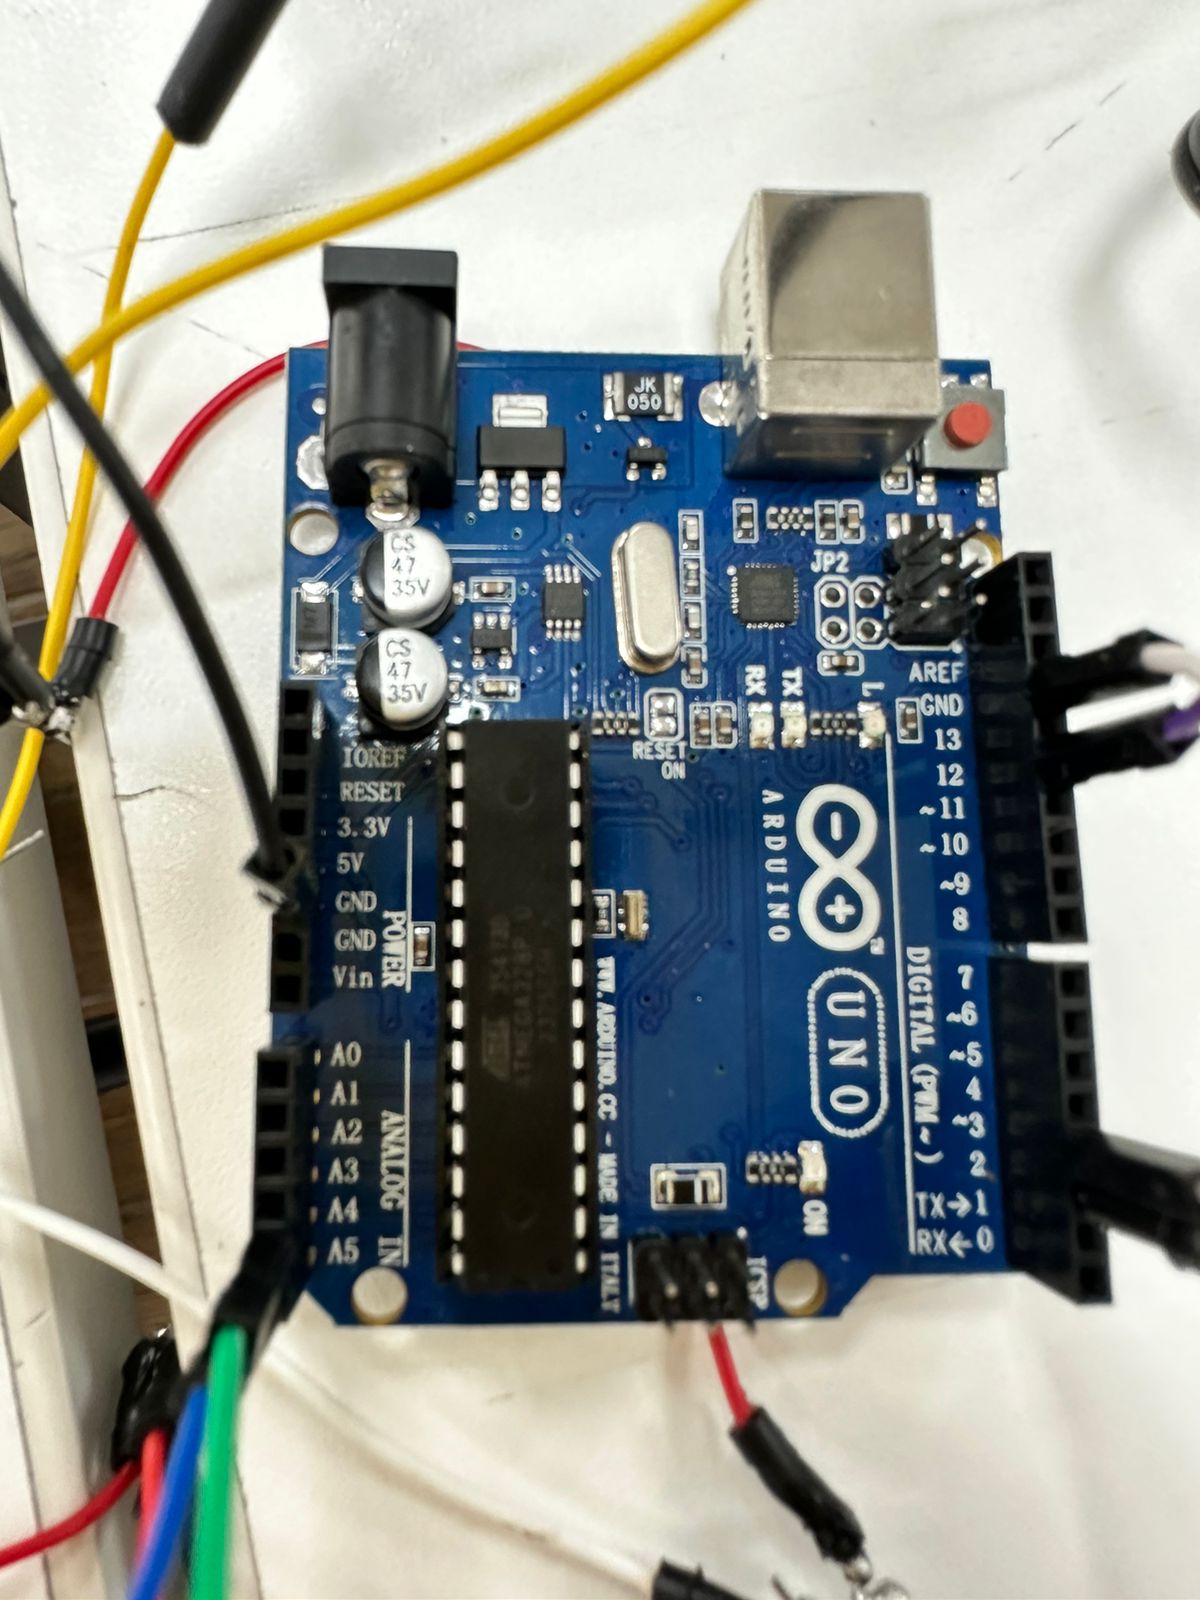 JK
050
CS
47
35V
CS
47
35V
JP2
RX
TX
L
RESET
ON
AREF
GND
13
12
~11
~10
~9
8
7
~6
~5
4
~3
2
TX→1
RX←0
DIGITAL (PWM~)
IOREF
RESET
3.3V
5V
GND
GND
Vin
POWER
A0
A1
A2
A3
A4
A5
ANALOG IN
ARDUINO
TM
UNO
WWW.ARDUINO.CC - MADE IN ITALY
ATMEL
ATMEGA328P
ON
ICSP